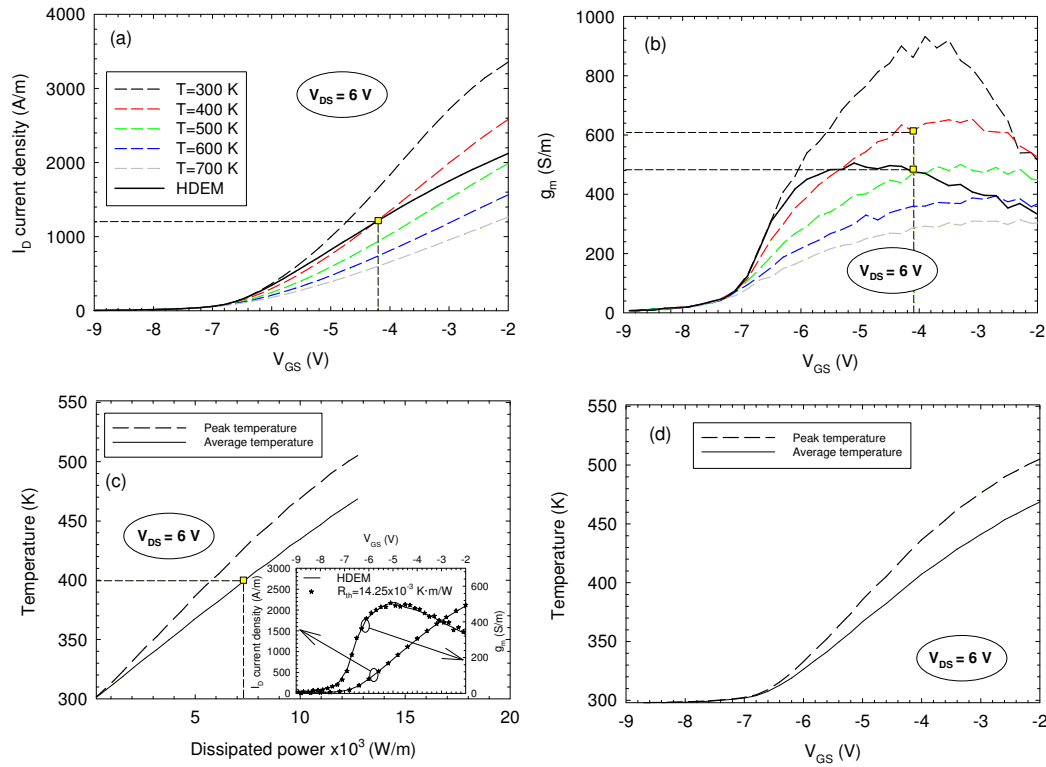 (a)
V_DS = 6 V
T=300 K
T=400 K
T=500 K
T=600 K
T=700 K
HDEM
I_D current density (A/m)
4000
3000
2000
1000
0
-9 -8 -7 -6 -5 -4 -3 -2
V_GS (V)
(b)
V_DS = 6 V
g_m (S/m)
1000
800
600
400
200
0
-9 -8 -7 -6 -5 -4 -3 -2
V_GS (V)
(c)
Peak temperature
Average temperature
V_DS = 6 V
Temperature (K)
550
500
450
400
350
300
5 10 15 20
Dissipated power x10³ (W/m)
V_GS (V)
-9 -8 -7 -6 -5 -4 -3 -2
HDEM
R_th=14.25x10⁻³ K·m/W
I_D current density (A/m)
3000
2500
2000
1500
1000
500
0
g_m (S/m)
600
400
200
0
(d)
Peak temperature
Average temperature
V_DS = 6 V
Temperature (K)
550
500
450
400
350
300
-9 -8 -7 -6 -5 -4 -3 -2
V_GS (V)